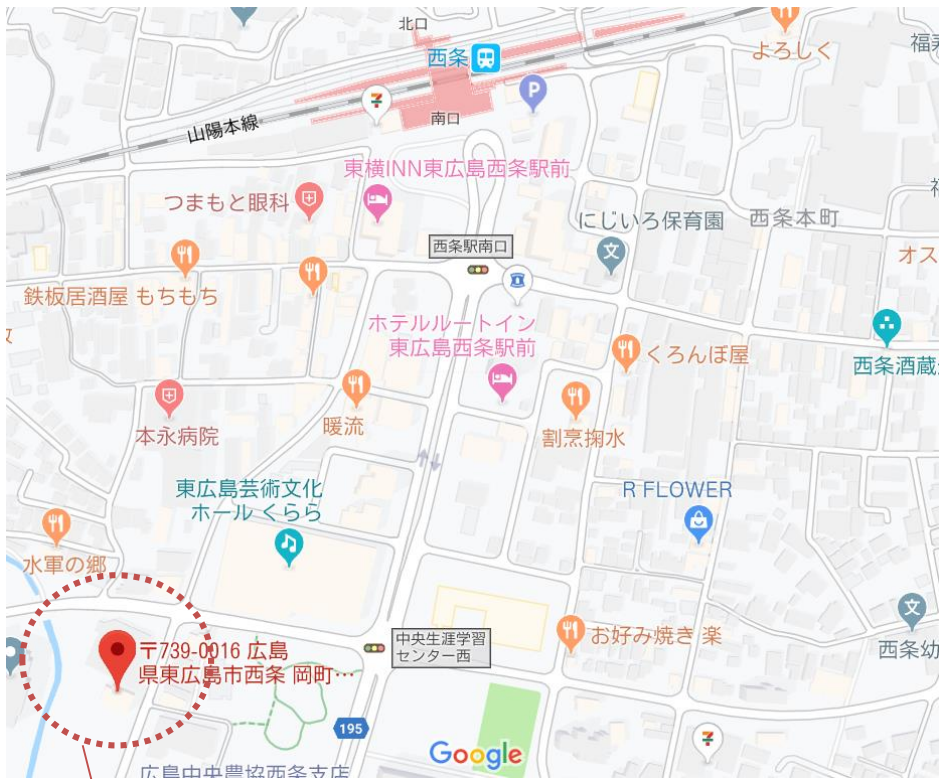 北口
西条
よろしく
福寿
P
山陽本線
南口
東横INN東広島西条駅前
つまもと眼科
にじいろ保育園
西条本町
西条駅南口
文
オス
鉄板居酒屋 もちもち
ホテルルートイン
東広島西条駅前
くろんぼ屋
西条酒蔵
本永病院
暖流
割烹掬水
東広島芸術文化
ホール くらら
R FLOWER
水軍の郷
文
中央生涯学習
センター西
お好み焼き 楽
西条幼
〒739-0016 広島
県東広島市西条 岡町…
195
Google
広島中央農協西条支店